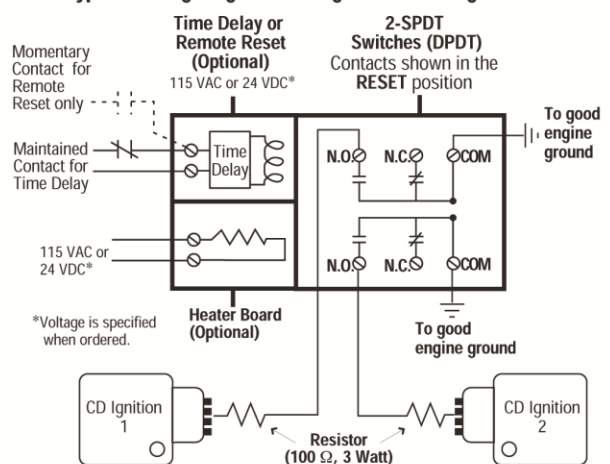 Time Delay or
Remote Reset
(Optional)
115 VAC or 24 VDC*
2-SPDT
Switches (DPDT)
Contacts shown in the
RESET position
Momentary
Contact for
Remote
Reset only
Maintained
Contact for
Time Delay
Time
Delay
N.O.
N.C.
COM
To good
engine
ground
115 VAC or
24 VDC*
N.O.
N.C.
COM
*Voltage is specified
when ordered.
Heater Board
(Optional)
To good
engine ground
CD Ignition
1
Resistor
(100 Ω, 3 Watt)
CD Ignition
2